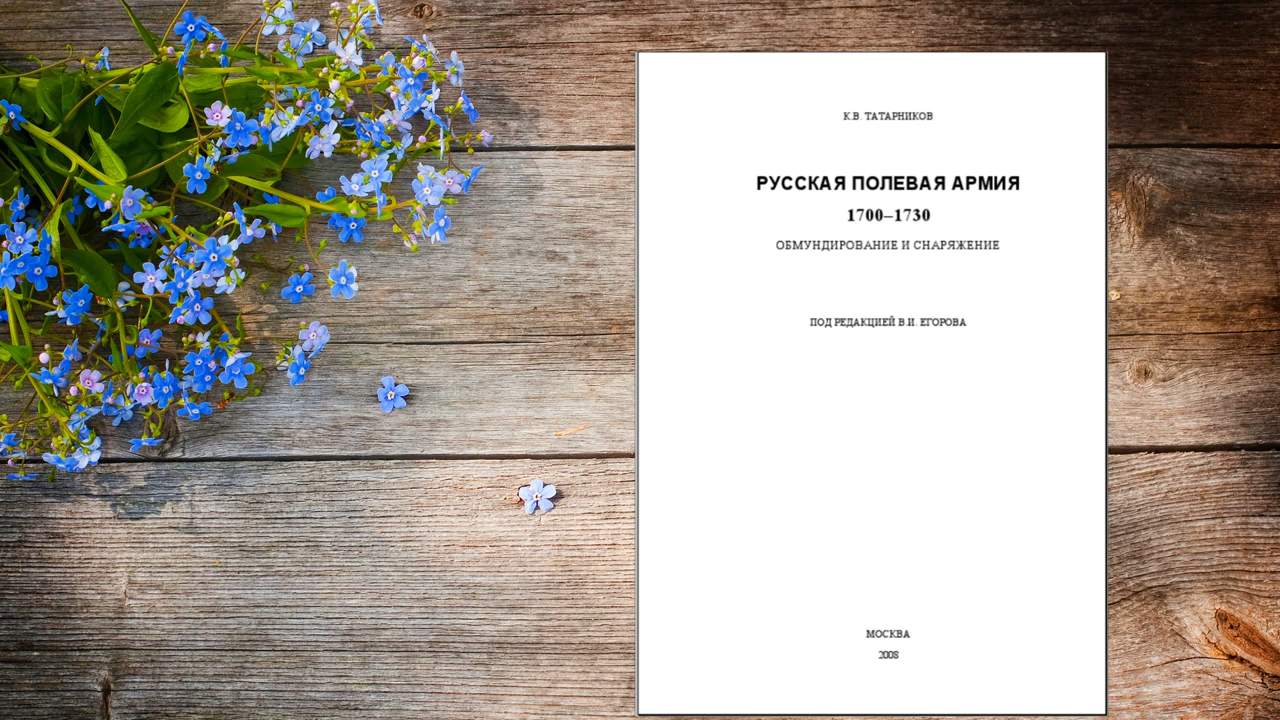 К.В. ТАТАРНИКОВ
РУССКАЯ ПОЛЕВАЯ АРМИЯ
1700–1730
ОБМУНДИРОВАНИЕ И СНАРЯЖЕНИЕ
ПОД РЕДАКЦИЕЙ В.И. ЕГОРОВА
МОСКВА
2008